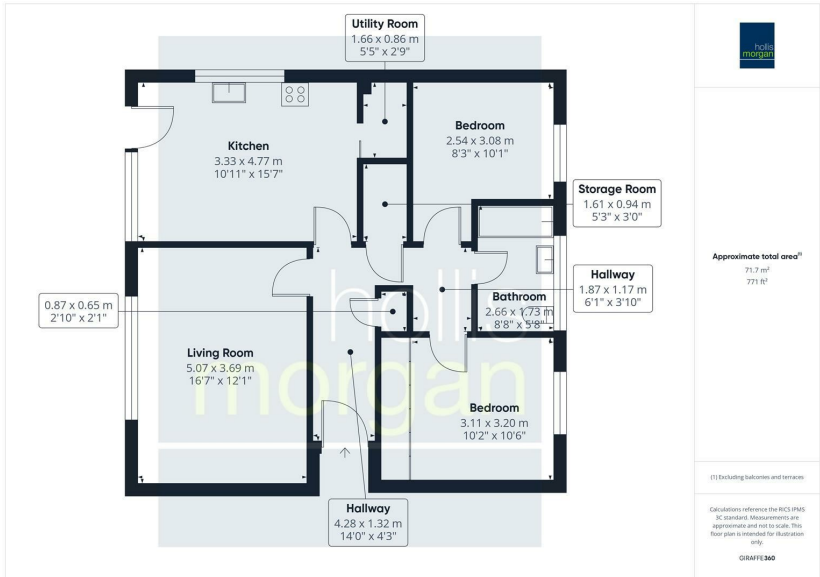 Utility Room
1.66 x 0.86 m
5'5" x 2'9"
Kitchen
3.33 x 4.77 m
10'11" x 15'7"
Bedroom
2.54 x 3.08 m
8'3" x 10'1"
Storage Room
1.61 x 0.94 m
5'3" x 3'0"
Hallway
1.87 x 1.17 m
6'1" x 3'10"
Bathroom
2.66 x 1.73 m
8'8" x 5'8"
0.87 x 0.65 m
2'10" x 2'1"
Living Room
5.07 x 3.69 m
16'7" x 12'1"
Bedroom
3.11 x 3.20 m
10'2" x 10'6"
Hallway
4.28 x 1.32 m
14'0" x 4'3"
hollis
morgan
hollis
morgan
Approximate total area(1)
71.7 m²
771 ft²
(1) Excluding balconies and terraces
Calculations reference the RICS IPMS
3C standard. Measurements are
approximate and not to scale. This
floor plan is intended for illustration
only.
GIRAFFE360